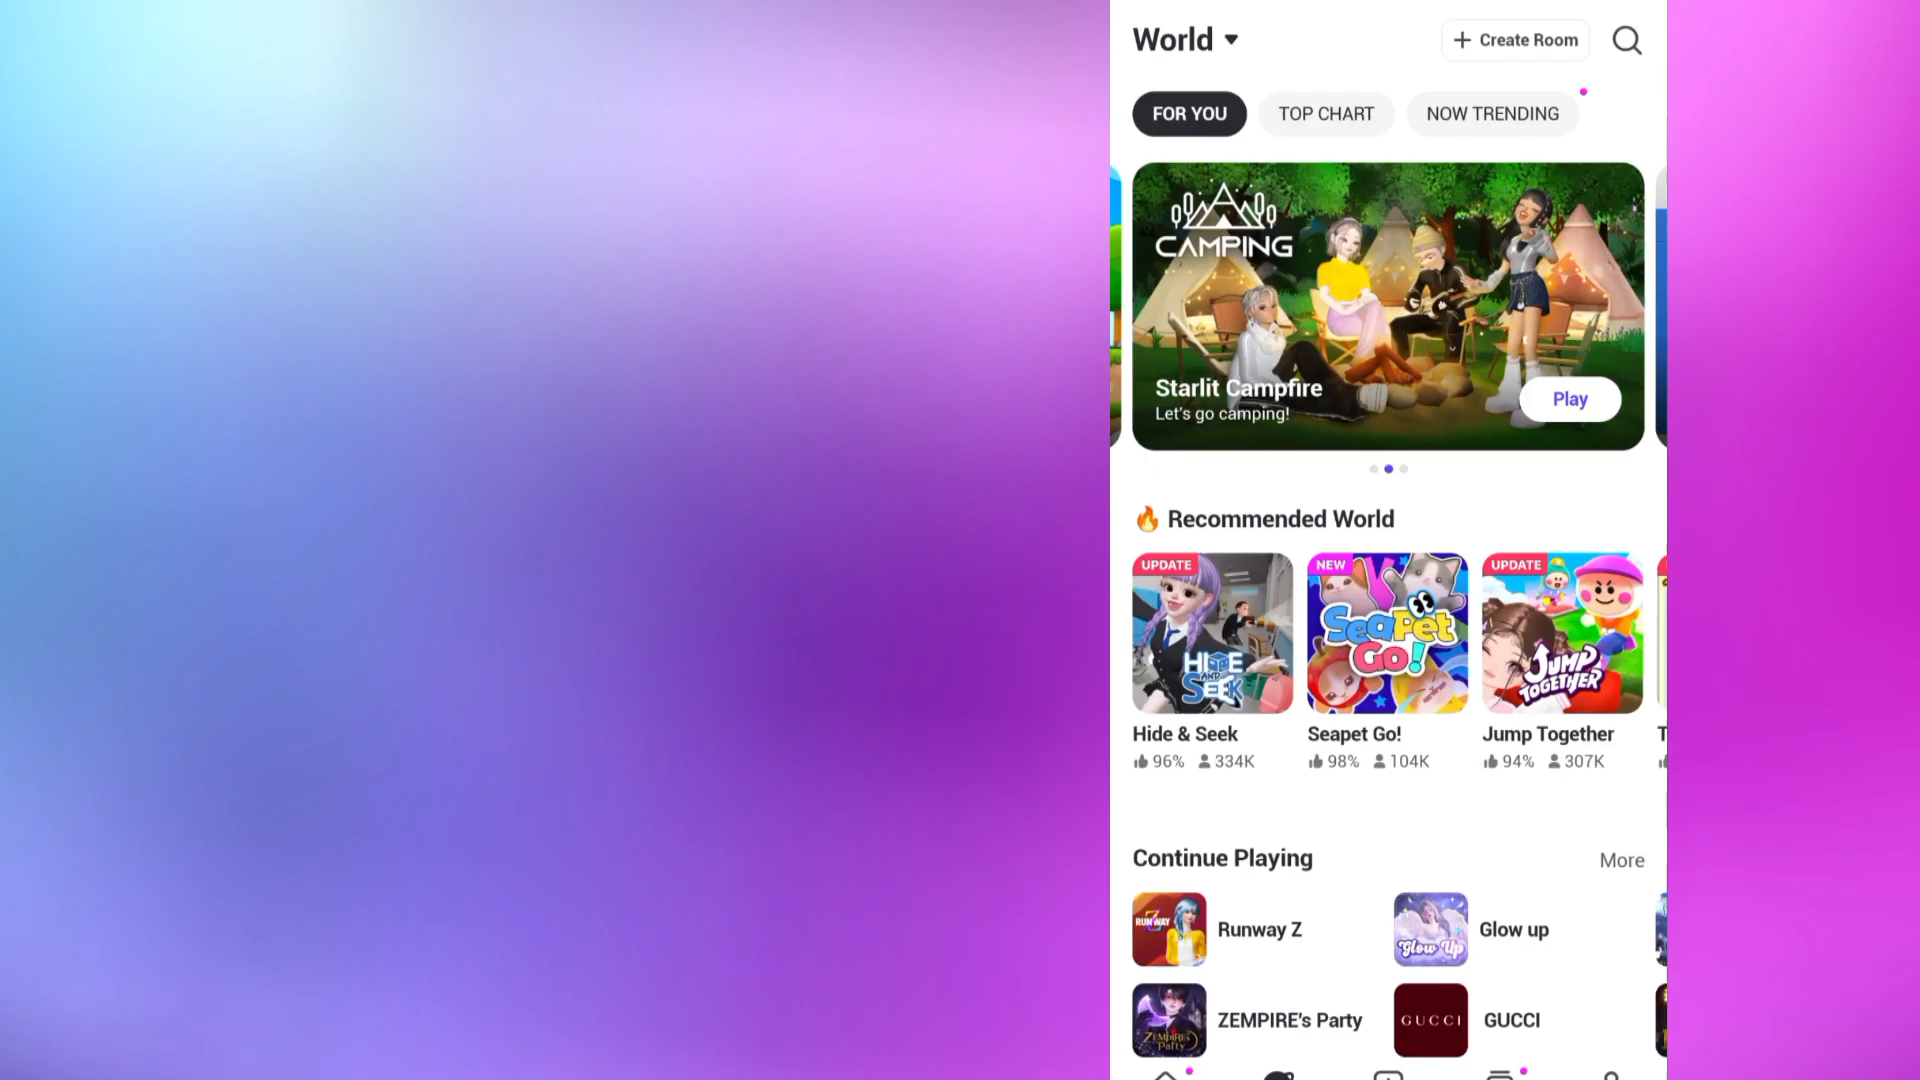 World
+ Create Room
FOR YOU
TOP CHART
NOW TRENDING
CAMPING
Starlit Campfire
Let's go camping!
Play
Recommended World
UPDATE
NEW
UPDATE
HIDE AND SEEK
SeaPet Go!
JUMP TOGETHER
Hide & Seek
Seapet Go!
Jump Together
T
96%
334K
98%
104K
94%
307K
Continue Playing
More
RUNWAY Z
Runway Z
Glow Up
Glow up
ZEMPIRE'S Party
ZEMPIRE's Party
GUCCI
GUCCI